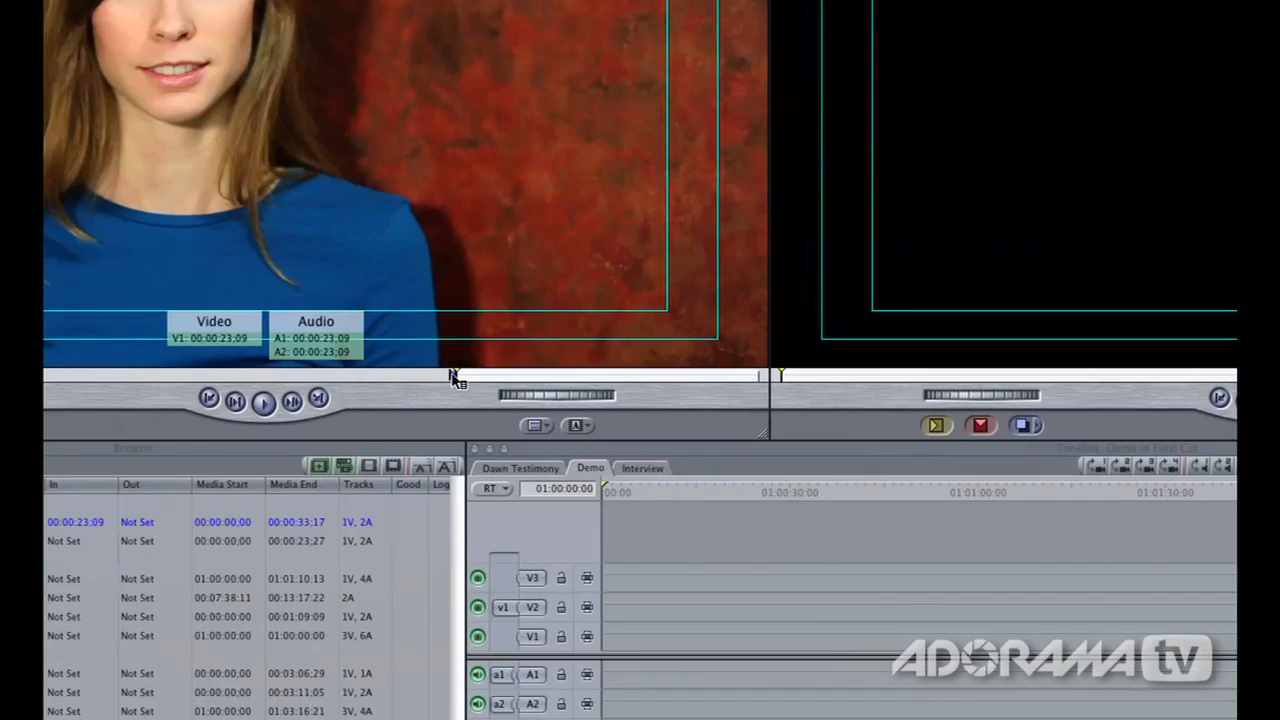 Video Audio
V1: 00:00:23;09 A1: 00:00:23;09
A2: 00:00:23;09
A
Browser
Timeline: Demo in Final Cut
Dawn Testimony Demo Interview
In Out Media Start Media End Tracks Good Log
RT 01:00:00:00 00:00 01:00:30:00 01:01:00:00 01:01:30:00
00:00:23;09 Not Set 00:00:00;00 00:00:33;17 1V, 2A
Not Set Not Set 00:00:00;00 00:00:23;27 1V, 2A
Not Set Not Set 01:00:00:00 01:01:10:13 1V, 4A
Not Set Not Set 00:07:38:11 00:13:17:22 2A
Not Set Not Set 00:00:00:00 00:01:09:09 1V, 2A
Not Set Not Set 01:00:00:00 01:00:00:00 3V, 6A
Not Set Not Set 00:00:00;00 00:03:06;29 1V, 1A
Not Set Not Set 00:00:00;00 00:03:11;05 1V, 2A
Not Set Not Set 01:00:00:00 01:03:16:21 3V, 4A
V3
v1 V2
V1
a1 A1
a2 A2
ADORAMA tv